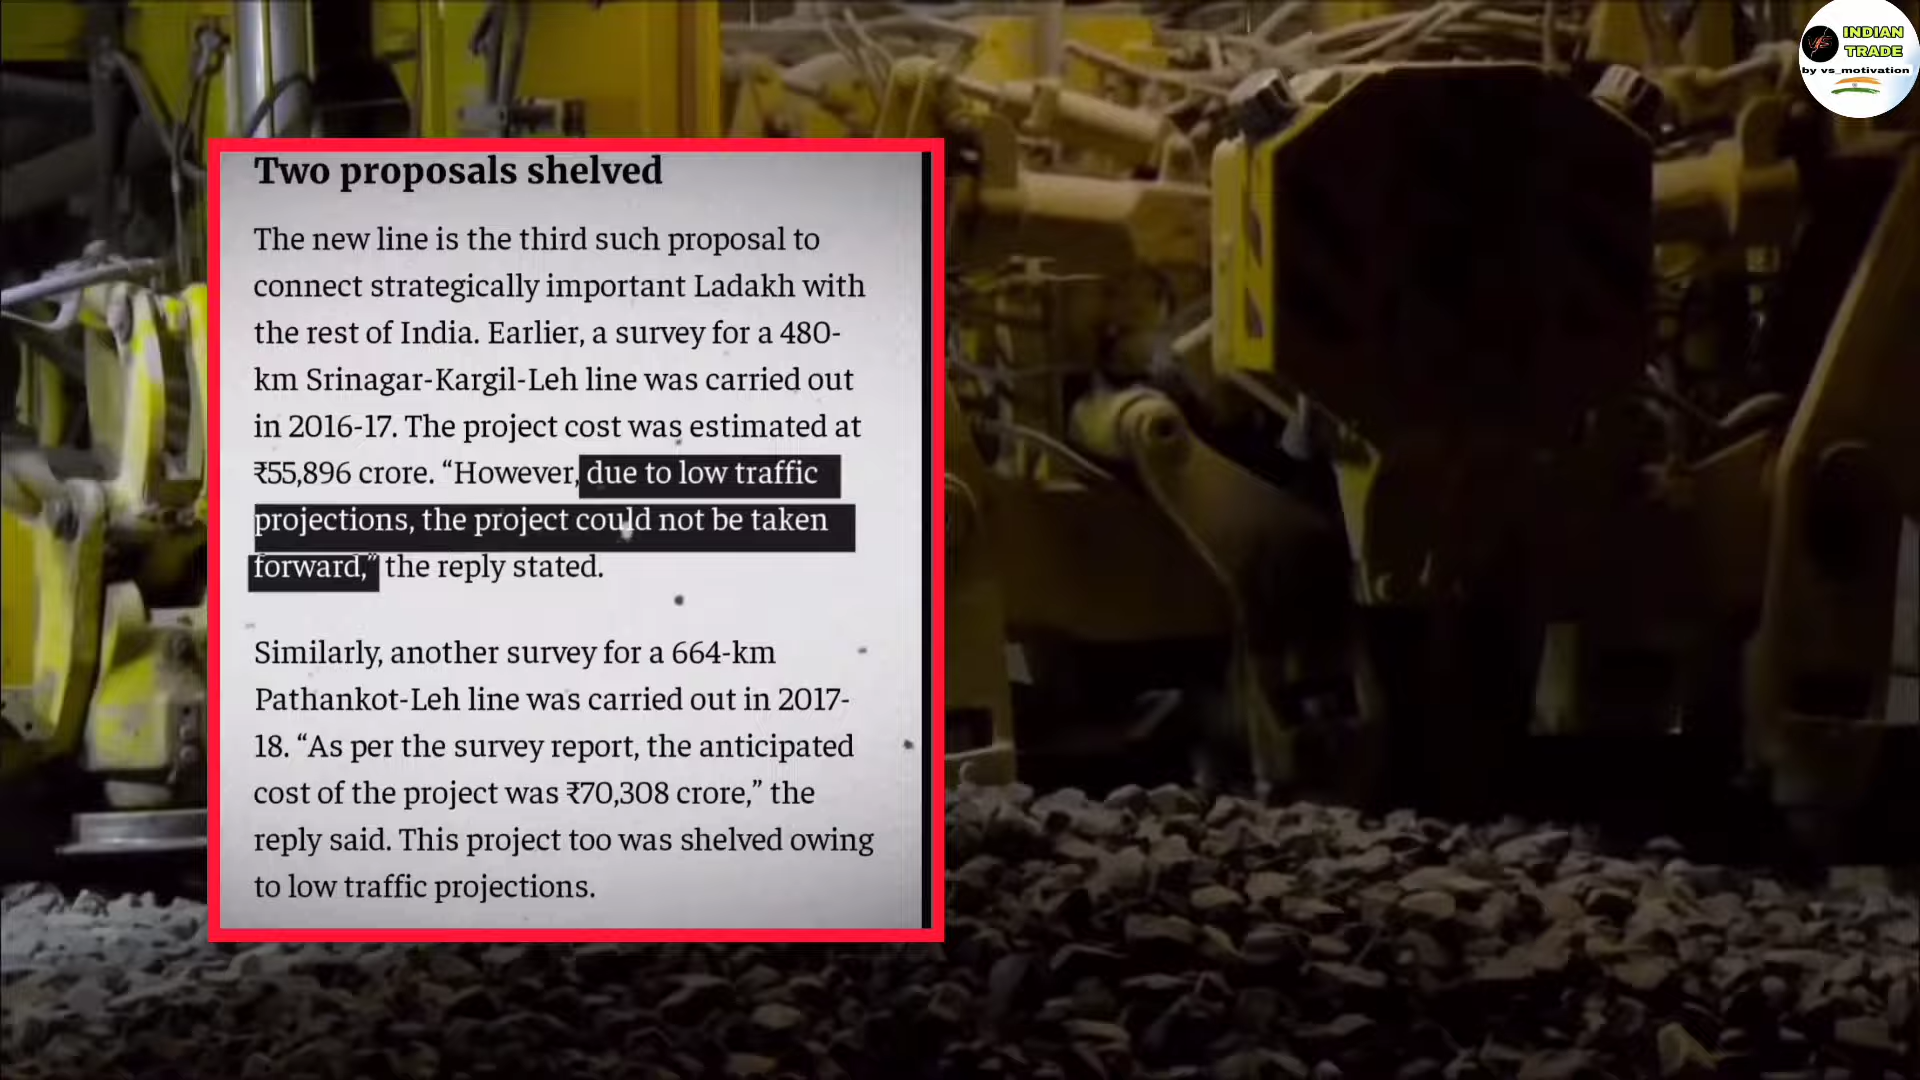 INDIAN
TRADE
by vs_motivation
Two proposals shelved
The new line is the third such proposal to
connect strategically important Ladakh with
the rest of India. Earlier, a survey for a 480-
km Srinagar-Kargil-Leh line was carried out
in 2016-17. The project cost was estimated at
₹55,896 crore. “However, due to low traffic
projections, the project could not be taken
forward,” the reply stated.
Similarly, another survey for a 664-km
Pathankot-Leh line was carried out in 2017-
18. “As per the survey report, the anticipated
cost of the project was ₹70,308 crore,” the
reply said. This project too was shelved owing
to low traffic projections.